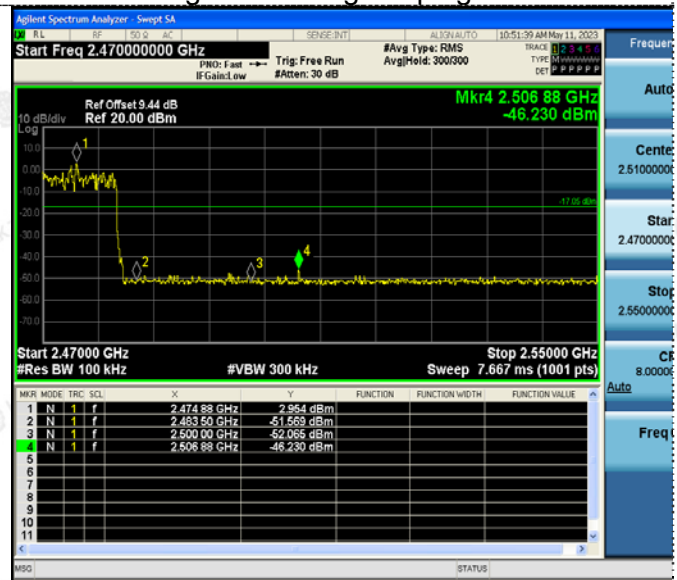 Agilent Spectrum Analyzer - Swept SA
RL RF 50 Ω AC SENSE:INT ALIGN AUTO 10:51:39 AM May 11, 2023
Start Freq 2.470000000 GHz
PNO: Fast
IFGain:Low
Trig: Free Run
#Atten: 30 dB
#Avg Type: RMS
Avg|Hold: 300/300
TRACE 1 2 3 4 5 6
TYPE M
DET P P P P P P
Mkr4 2.506 88 GHz
-46.230 dBm
Ref Offset 9.44 dB
10 dB/div Ref 20.00 dBm
Log
10.0
0.00
-10.0
-20.0
-30.0
-40.0
-50.0
-60.0
-70.0
1
2
3
4
-17.05 dBm
Start 2.47000 GHz Stop 2.55000 GHz
#Res BW 100 kHz #VBW 300 kHz Sweep 7.667 ms (1001 pts)
MKR MODE TRC SCL X Y FUNCTION FUNCTION WIDTH FUNCTION VALUE
1 N 1 f 2.474 88 GHz 2.954 dBm
2 N 1 f 2.483 50 GHz -51.569 dBm
3 N 1 f 2.500 00 GHz -52.065 dBm
4 N 1 f 2.506 88 GHz -46.230 dBm
5
6
7
8
9
10
11
MSG STATUS
Frequen
Auto
Cente
2.5100000
Star
2.4700000
Stop
2.5500000
CF
8.0000
Auto
Freq